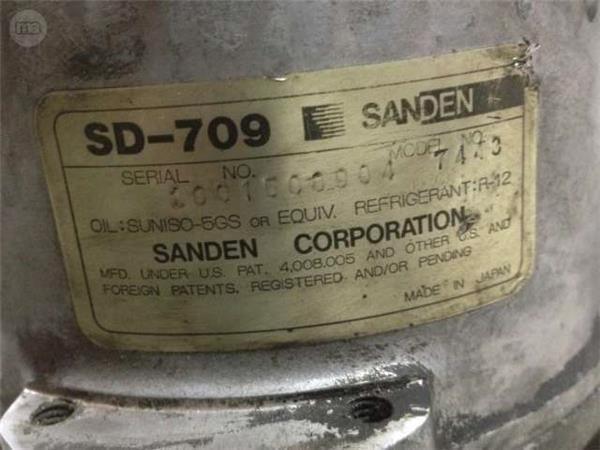 SD-709 SANDEN
SERIAL NO. MODEL NO.
OIL:SUNISO-5GS OR EQUIV. REFRIGERANT:R-12
SANDEN CORPORATION
MFD. UNDER U.S. PAT. 4,008,005 AND OTHER U.S. AND
FOREIGN PATENTS, REGISTERED AND/OR PENDING
MADE IN JAPAN